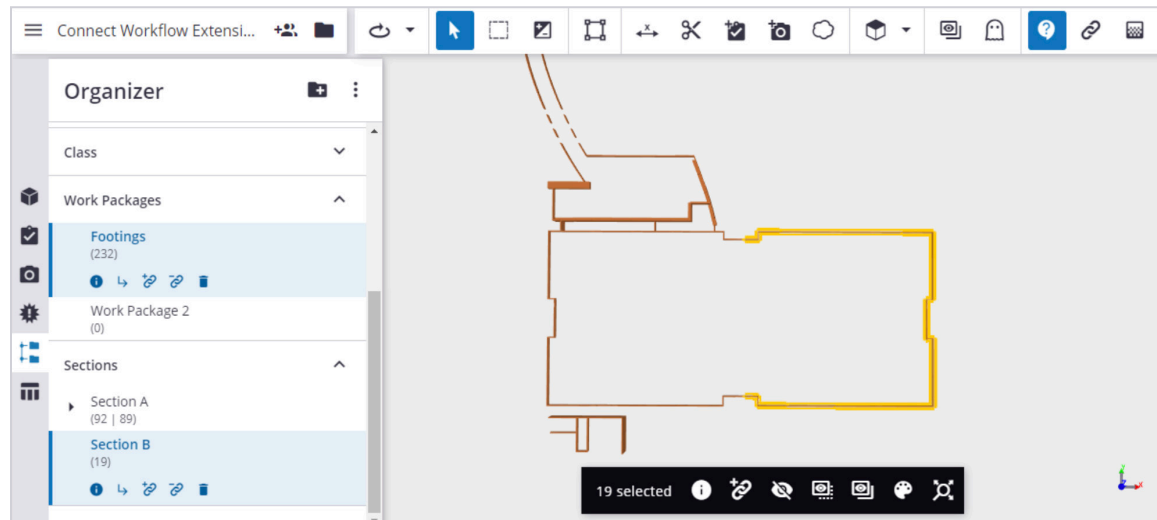 Connect Workflow Extensi...
Organizer
Class
Work Packages
Footings
(232)
Work Package 2
(0)
Sections
Section A
(92 | 89)
Section B
(19)
19 selected